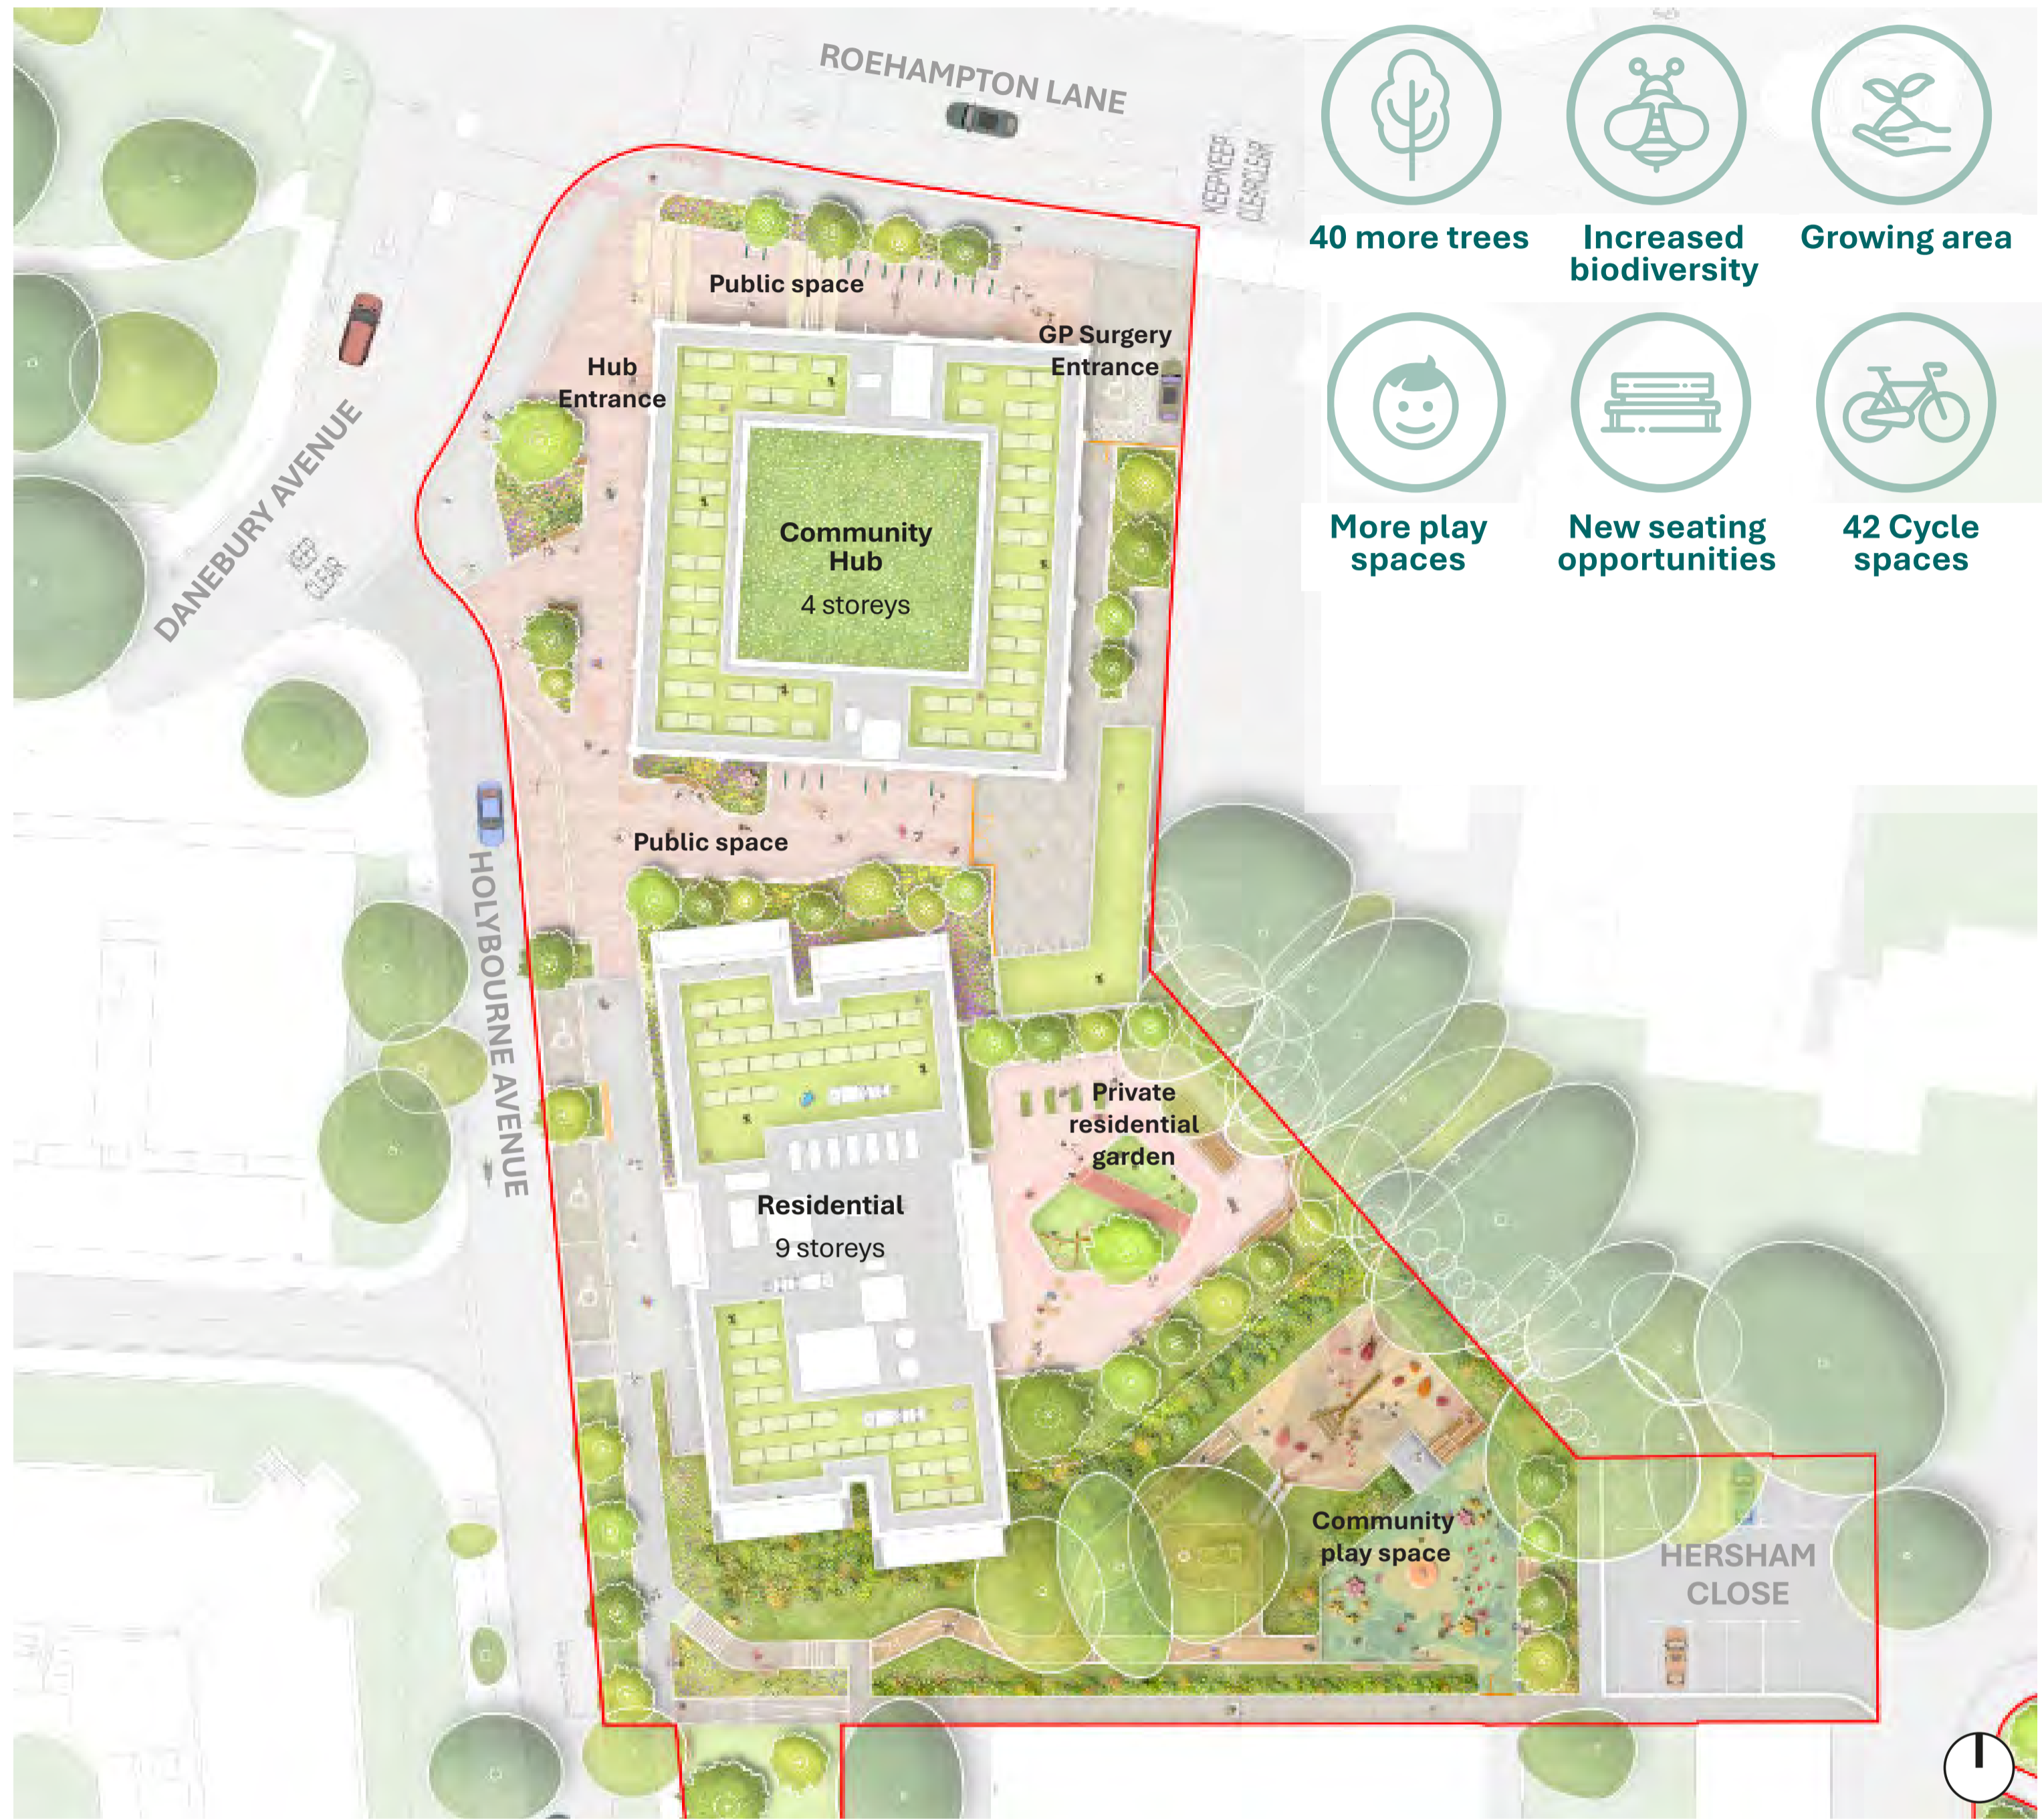 ROEHAMPTON LANE
KEEPKEEP
CLEARCLEAR
40 more trees
Increased
biodiversity
Growing area
Public space
GP Surgery
Entrance
Hub
Entrance
More play
spaces
New seating
opportunities
42 Cycle
spaces
DANEBURY AVENUE
KEEP
CLEAR
Community
Hub
4 storeys
Public space
HOLYBOURNE AVENUE
Private
residential
garden
Residential
9 storeys
Community
play space
HERSHAM
CLOSE